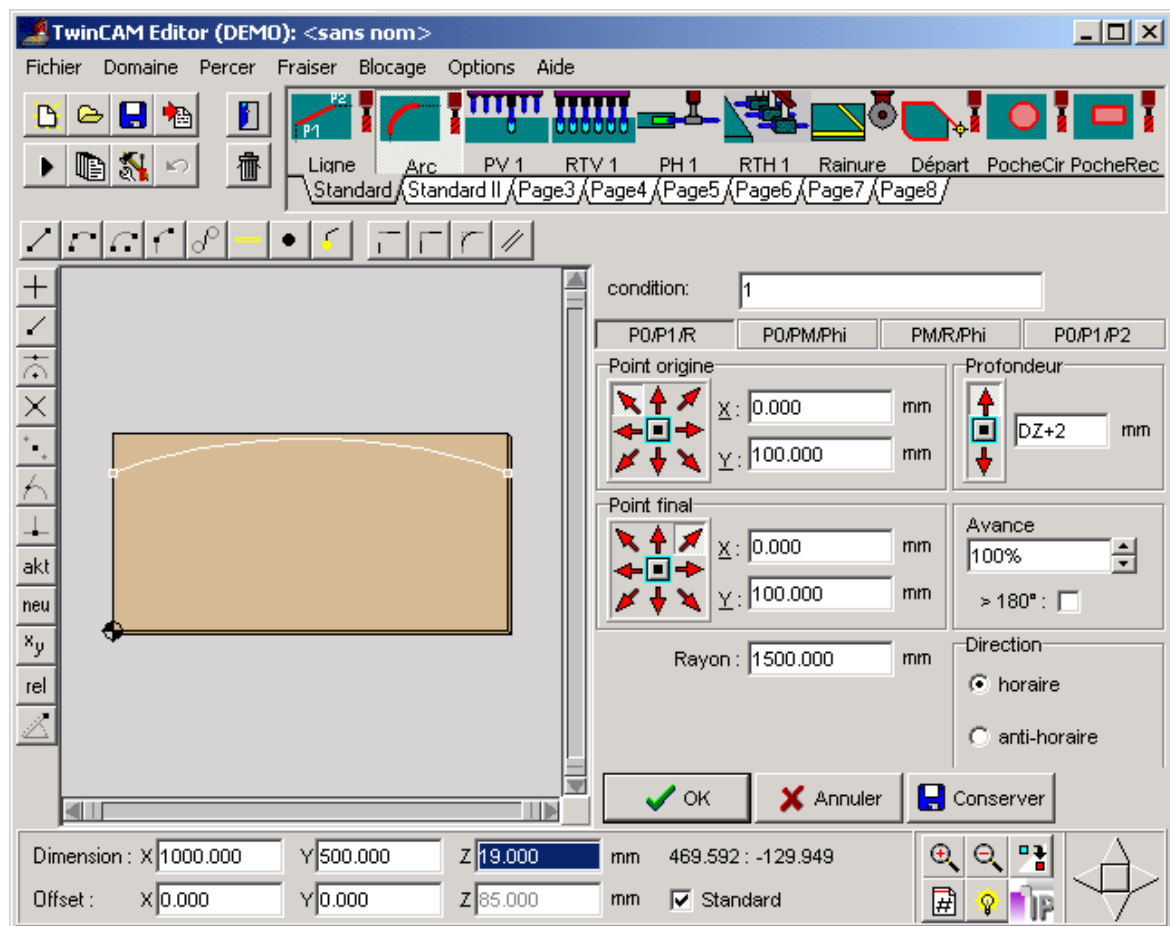 TwinCAM Editor (DEMO): <sans nom>
Fichier Domaine Percer Fraiser Blocage Options Aide
P2
P1
Ligne Arc PV 1 RTV 1 PH 1 RTH 1 Rainure Départ PocheCir PocheRec
Standard Standard II Page3 Page4 Page5 Page6 Page7 Page8
condition: 1
P0/P1/R P0/PM/Phi PM/R/Phi P0/P1/P2
Point origine Profondeur
X : 0.000 mm
DZ+2 mm
Y : 100.000 mm
Point final
X : 0.000 mm
Y : 100.000 mm
Avance
100%
> 180° :
Rayon : 1500.000 mm
Direction
horaire
anti-horaire
akt
neu
xy
rel
OK Annuler Conserver
Dimension : X 1000.000 Y 500.000 Z 19.000 mm 469.592 : -129.949
Offset : X 0.000 Y 0.000 Z 85.000 mm Standard
# IP